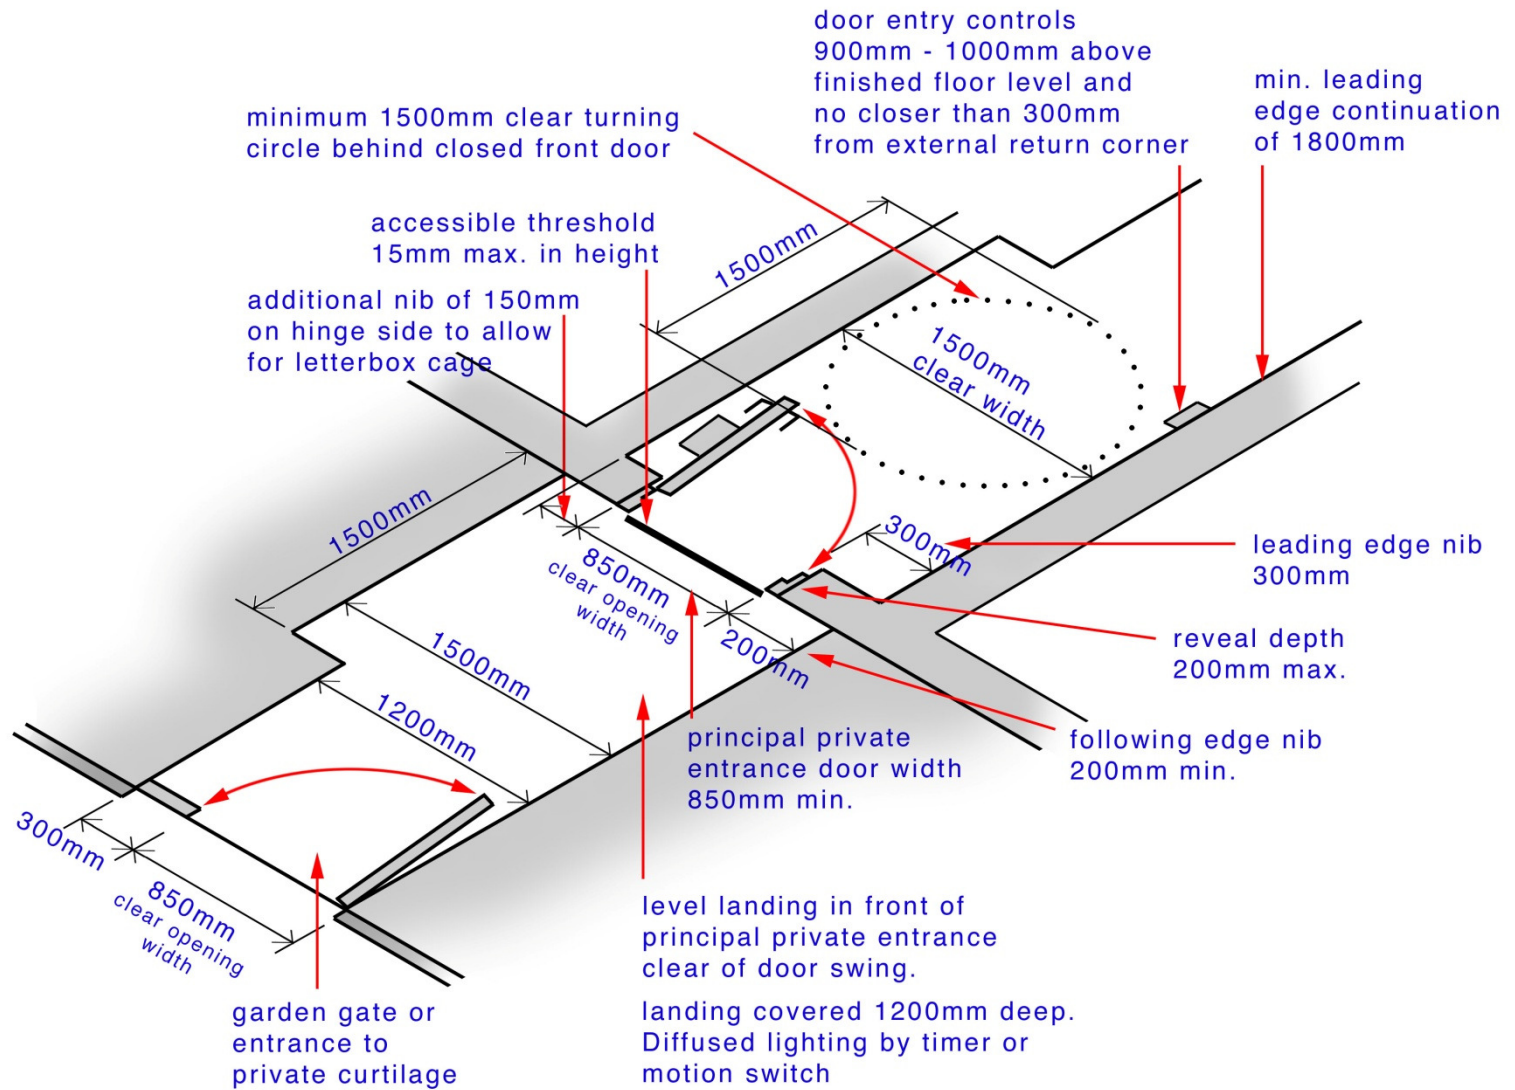 door entry controls
900mm - 1000mm above
finished floor level and
no closer than 300mm
from external return corner
min. leading
edge continuation
of 1800mm
minimum 1500mm clear turning
circle behind closed front door
accessible threshold
15mm max. in height
additional nib of 150mm
on hinge side to allow
for letterbox cage
1500mm
1500mm
clear width
1500mm
300mm
leading edge nib
300mm
850mm
clear opening
width
200mm
reveal depth
200mm max.
1500mm
1200mm
principal private
entrance door width
850mm min.
following edge nib
200mm min.
300mm
850mm
clear opening
width
level landing in front of
principal private entrance
clear of door swing.
landing covered 1200mm deep.
Diffused lighting by timer or
motion switch
garden gate or
entrance to
private curtilage